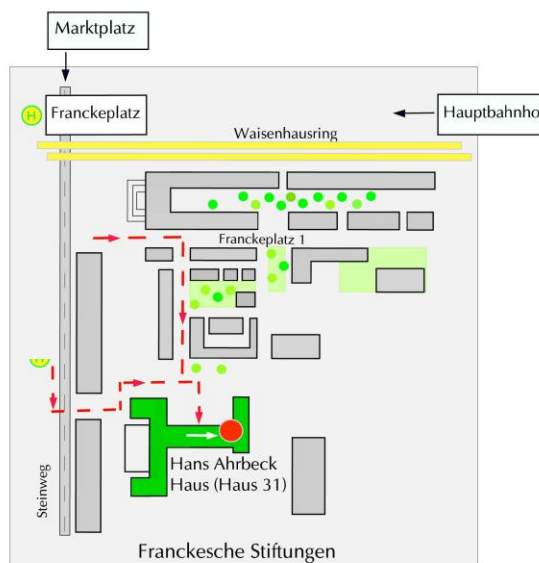 Marktplatz
H
Franckeplatz
Hauptbahnho
Waisenhausring
Franckeplatz 1
Steinweg
Hans Ahrbeck
Haus (Haus 31)
Franckesche Stiftungen